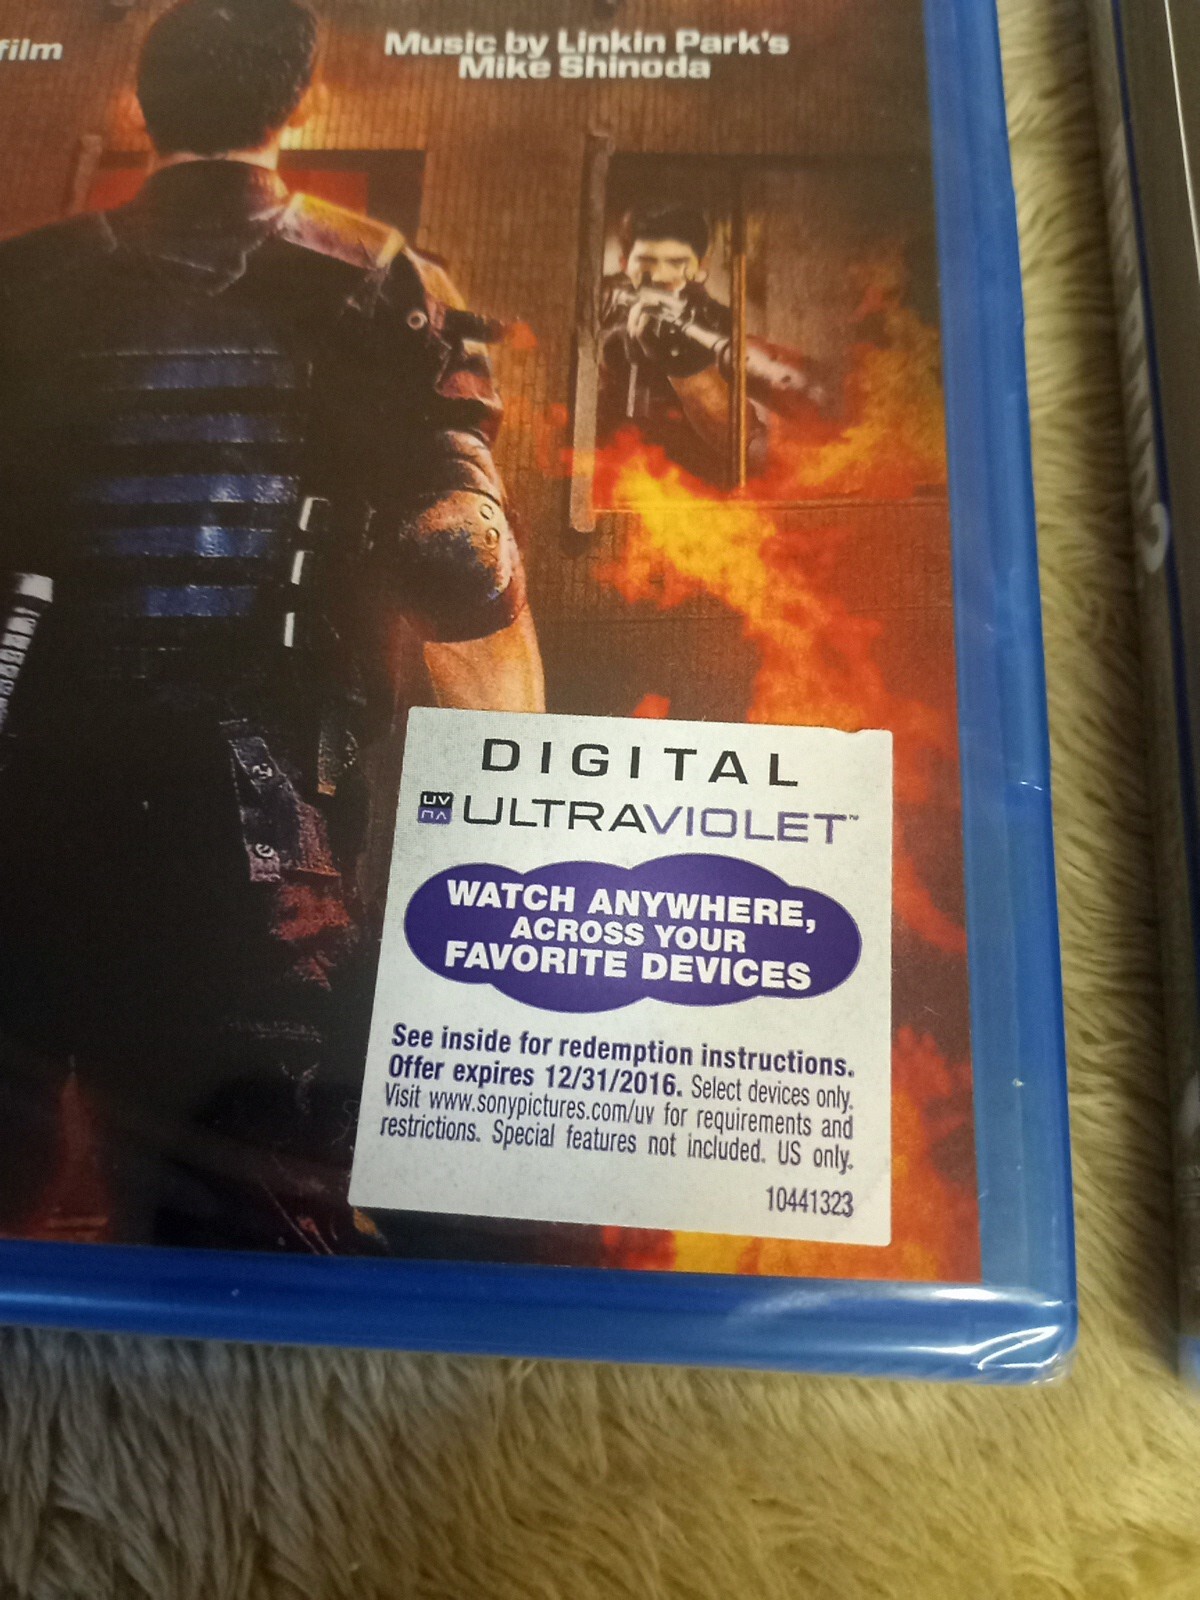 film
Music by Linkin Park's
Mike Shinoda
DIGITAL
UV
ULTRAVIOLET™
WATCH ANYWHERE,
ACROSS YOUR
FAVORITE DEVICES
See inside for redemption instructions.
Offer expires 12/31/2016. Select devices only.
Visit www.sonypictures.com/uv for requirements and
restrictions. Special features not included. US only.
10441323